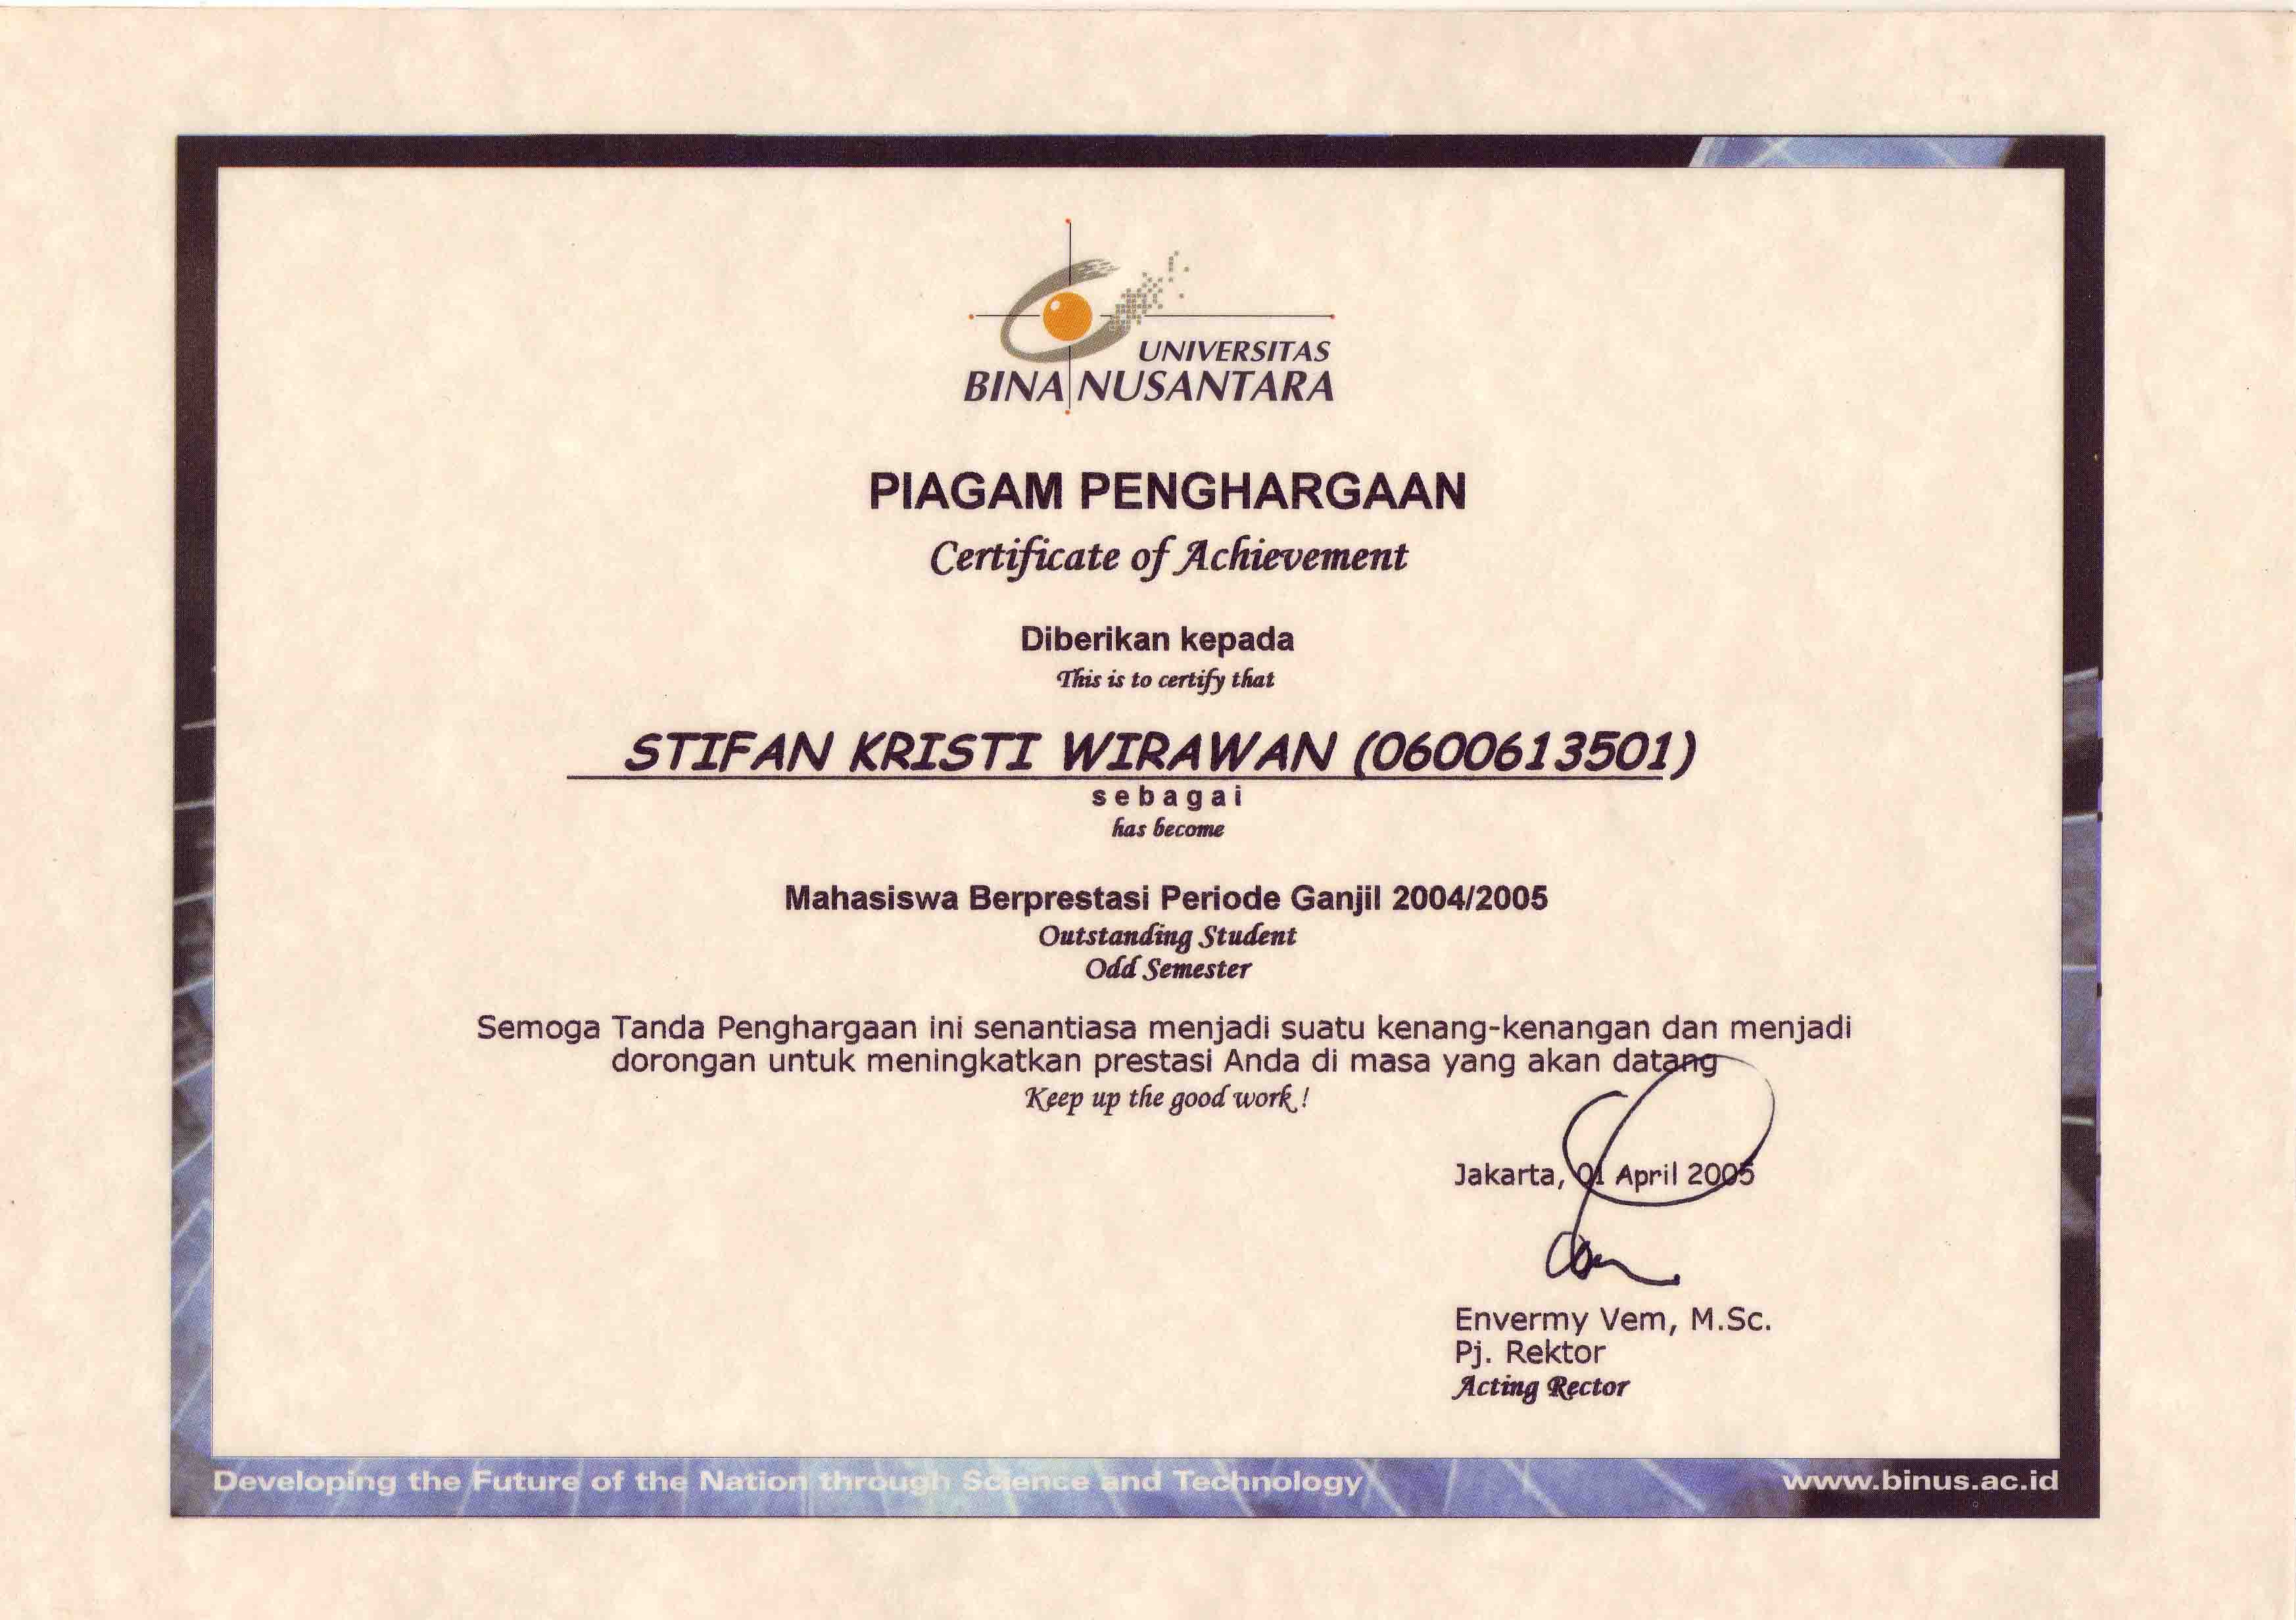 UNIVERSITAS
BINA NUSANTARA
PIAGAM PENGHARGAAN
Certificate of Achievement
Diberikan kepada
This is to certify that
STIFAN KRISTI WIRAWAN (0600613501)
sebagai
has become
Mahasiswa Berprestasi Periode Ganjil 2004/2005
Outstanding Student
Odd Semester
Semoga Tanda Penghargaan ini senantiasa menjadi suatu kenang-kenangan dan menjadi
dorongan untuk meningkatkan prestasi Anda di masa yang akan datang
Keep up the good work !
Jakarta, 01 April 2005
Envermy Vem, M.Sc.
Pj. Rektor
Acting Rector
Developing the Future of the Nation through Science and Technology
www.binus.ac.id